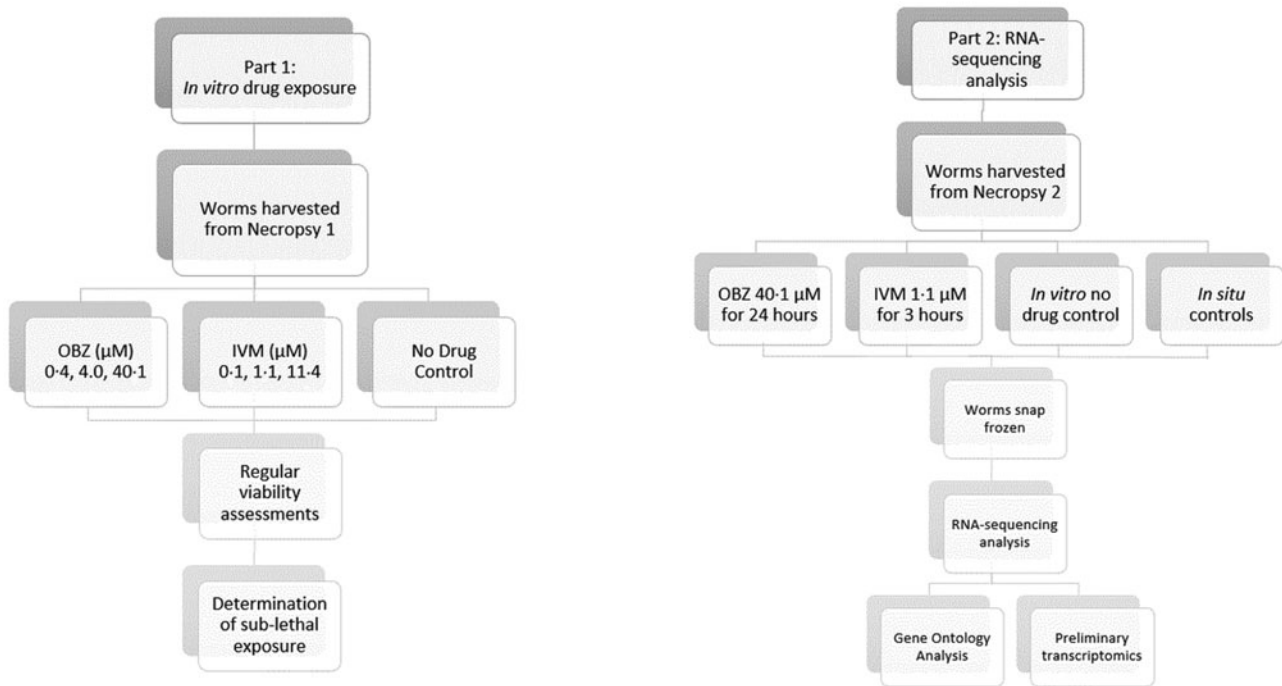 Part 1:
In vitro drug exposure
Worms harvested
from Necropsy 1
OBZ (µM)
0·4, 4.0, 40·1
IVM (µM)
0·1, 1·1, 11·4
No Drug
Control
Regular
viability
assessments
Determination
of sub-lethal
exposure
Part 2: RNA-
sequencing
analysis
Worms harvested
from Necropsy 2
OBZ 40·1 µM
for 24 hours
IVM 1·1 µM
for 3 hours
In vitro no
drug control
In situ
controls
Worms snap
frozen
RNA-sequencing
analysis
Gene Ontology
Analysis
Preliminary
transcriptomics